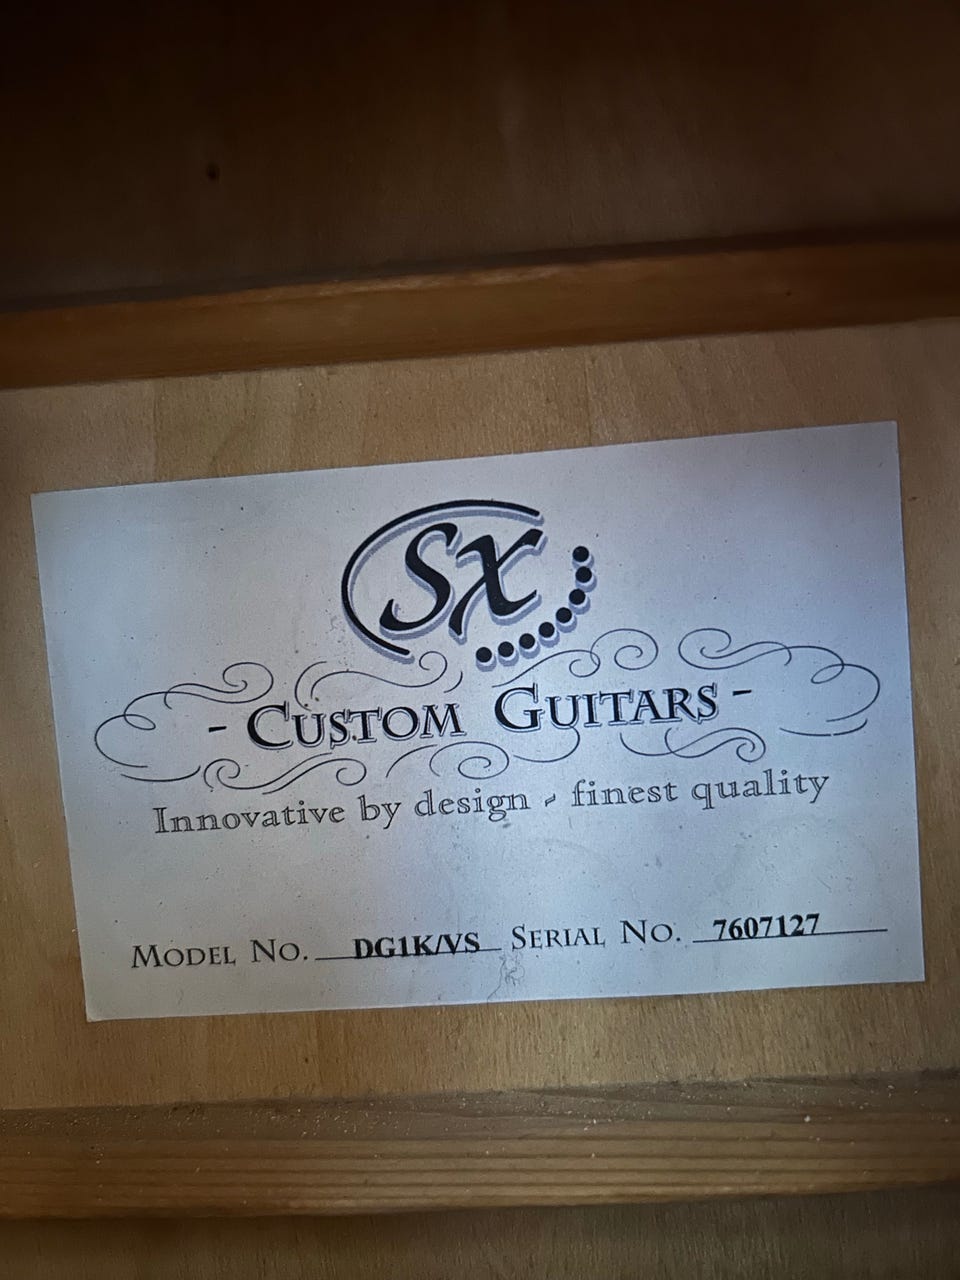 SX
- CUSTOM GUITARS -
Innovative by design - finest quality
MODEL NO. DG1K/VS SERIAL NO. 7607127